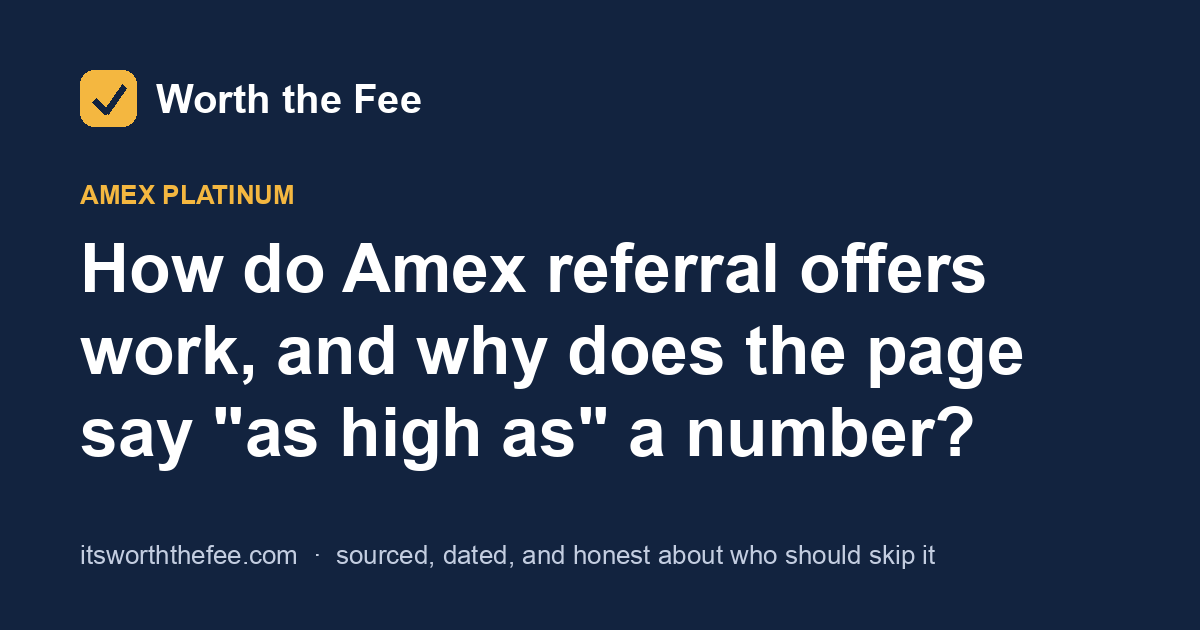 Worth the Fee
AMEX PLATINUM
How do Amex referral offers
work, and why does the page
say "as high as" a number?
itsworththefee.com · sourced, dated, and honest about who should skip it